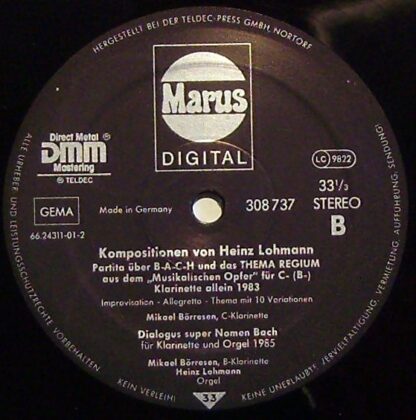 HERGESTELLT BEI DER TELDEC-PRESS GMBH, NORTORF
Marus
DIGITAL
Direct Metal ®
DMM
Mastering
℗ TELDEC
LC 9822
33 1/3
STEREO
B
GEMA
Made in Germany
308 737
66.24311-01-2
Kompositionen von Heinz Lohmann
Partita über B-A-C-H und das THEMA REGIUM
aus dem „Musikalischen Opfer" für C- (B-)
Klarinette allein 1983
Improvisation - Allegretto - Thema mit 10 Variationen
Mikael Börresen, C-Klarinette
Dialogus super Nomen Bach
für Klarinette und Orgel 1985
Mikael Börresen, B-Klarinette
Heinz Lohmann
Orgel
ALLE URHEBER- UND LEISTUNGSSCHUTZRECHTE VORBEHALTEN
KEIN VERLEIH!
33
KEINE UNERLAUBTE VERVIELFÄLTIGUNG, VERMIETUNG, AUFFÜHRUNG, SENDUNG!